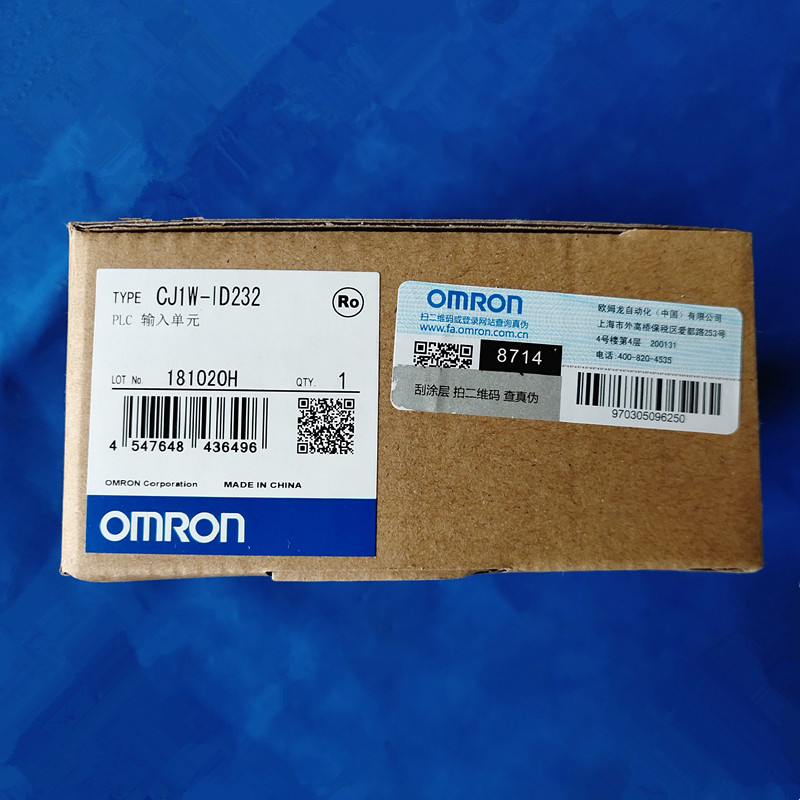 TYPE CJ1W-ID232
Ro
PLC 输入单元
LOT No. 181020H QTY. 1
4 547648 436496
OMRON Corporation MADE IN CHINA
OMRON
OMRON
扫二维码或登录网站查询真伪
www.fa.omron.com.cn
8714
刮涂层 拍二维码 查真伪
欧姆龙自动化（中国）有限公司
上海市外高桥保税区爱都路253号
4号楼第4层 200131
电话:400-820-4535
970305096250